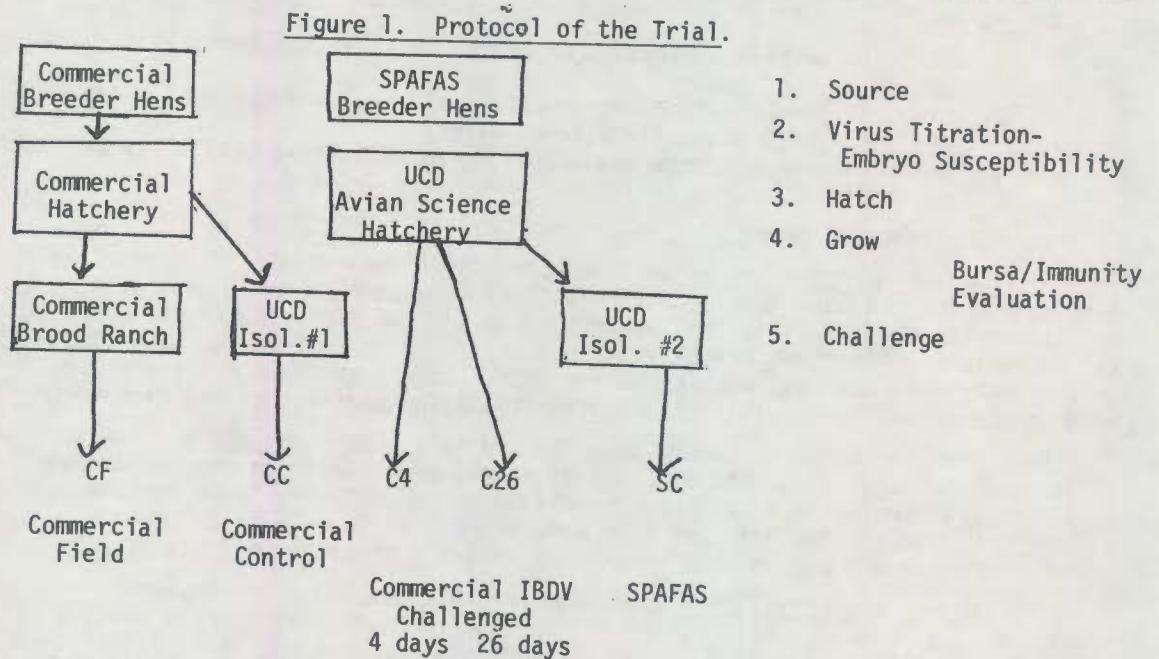 Figure 1. Protocol of the Trial.
Commercial
Breeder Hens
SPAFAS
Breeder Hens
1. Source
2. Virus Titration-
Embryo Susceptibility
3. Hatch
4. Grow
Bursa/Immunity
Evaluation
5. Challenge
Commercial
Hatchery
UCD
Avian Science
Hatchery
Commercial
Brood Ranch
UCD
Isol.#1
UCD
Isol. #2
CF
CC
C4
C26
SC
Commercial
Field
Commercial
Control
Commercial IBDV
Challenged
4 days 26 days
SPAFAS